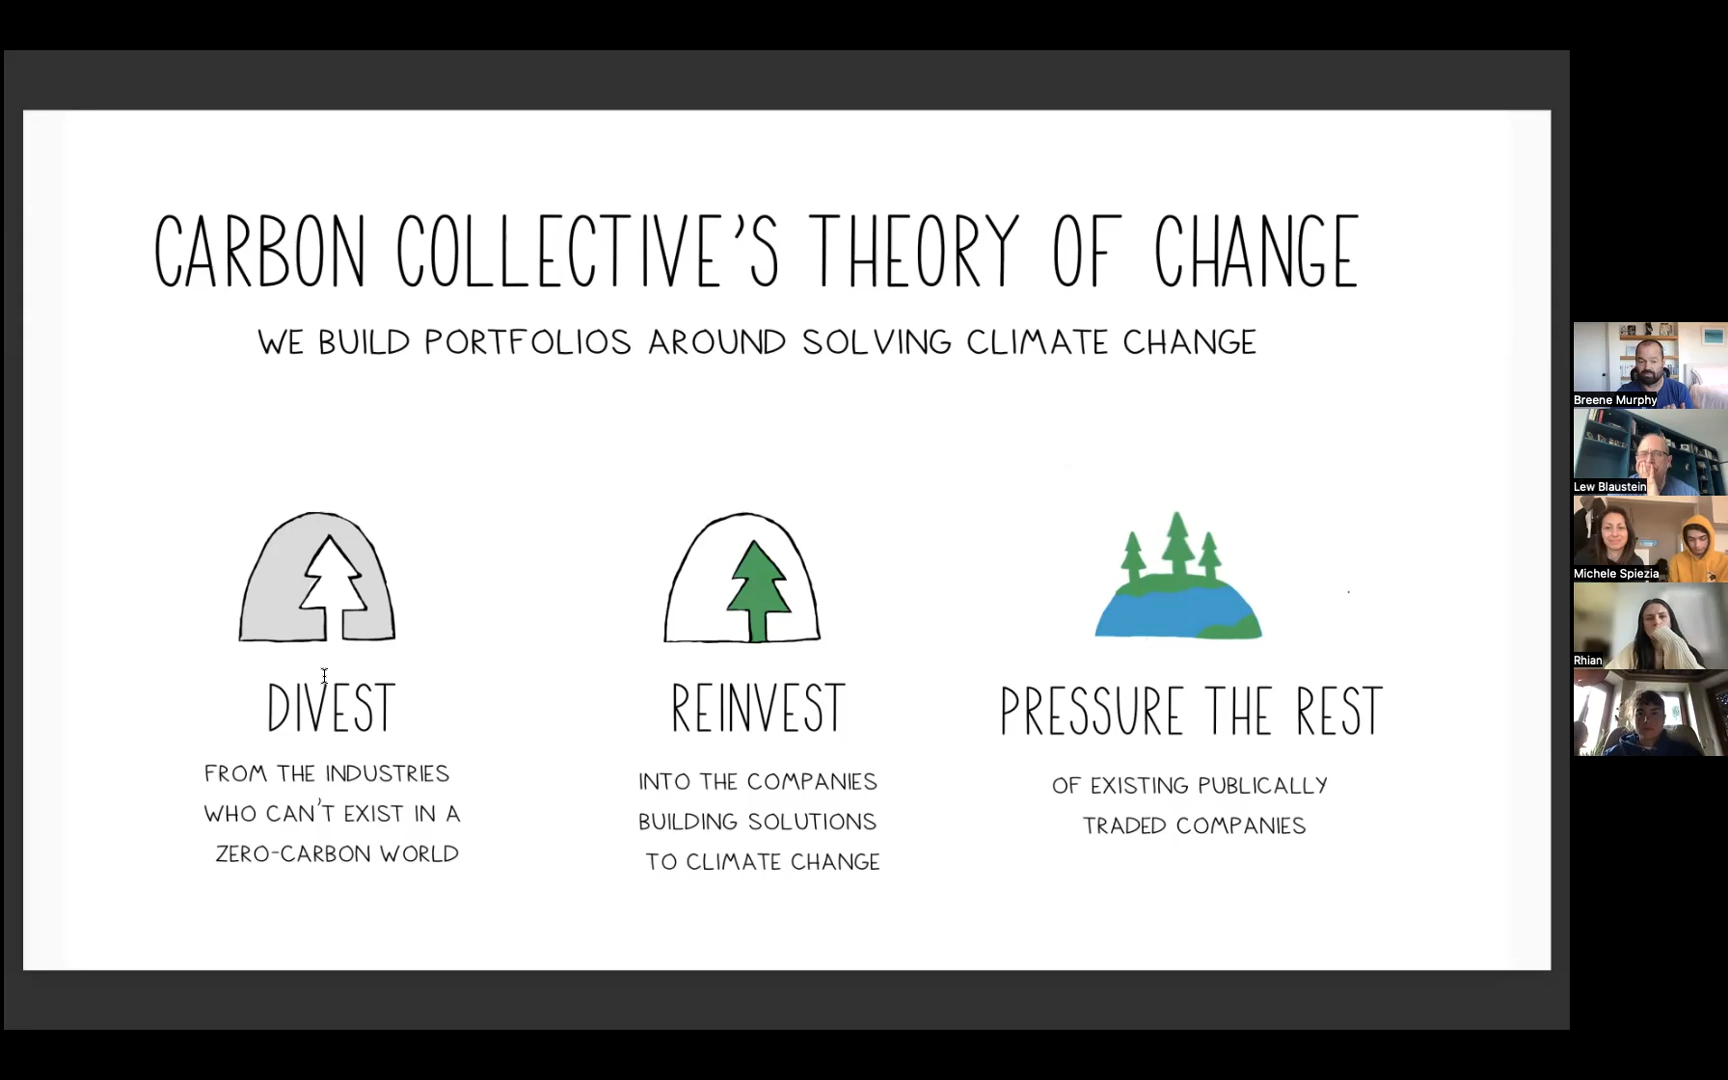 CARBON COLLECTIVE'S THEORY OF CHANGE
WE BUILD PORTFOLIOS AROUND SOLVING CLIMATE CHANGE
DIVEST
FROM THE INDUSTRIES
WHO CAN'T EXIST IN A
ZERO-CARBON WORLD
REINVEST
INTO THE COMPANIES
BUILDING SOLUTIONS
TO CLIMATE CHANGE
PRESSURE THE REST
OF EXISTING PUBLICALLY
TRADED COMPANIES
Breene Murphy
Lew Blaustein
Michele Spiezia
Rhian